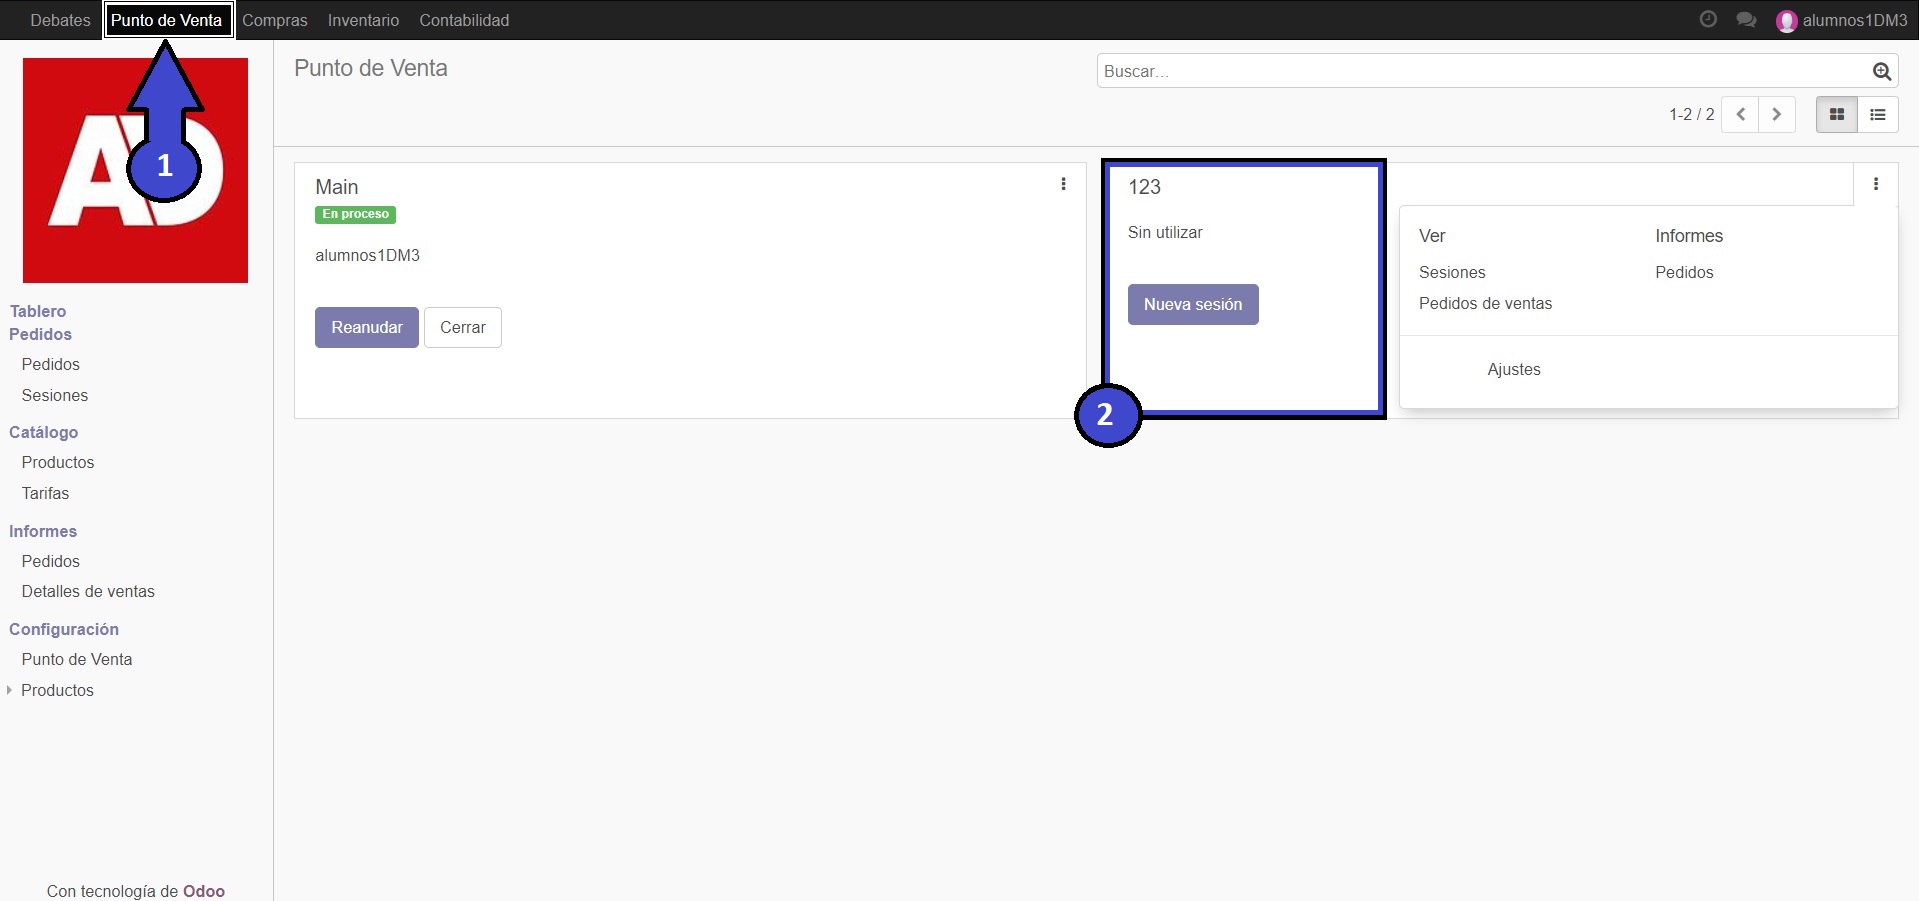 Debates Punto de Venta Compras Inventario Contabilidad alumnos1DM3
1
AD
Tablero
Pedidos
Pedidos
Sesiones
Catálogo
Productos
Tarifas
Informes
Pedidos
Detalles de ventas
Configuración
Punto de Venta
Productos
Con tecnología de Odoo
Punto de Venta
Buscar...
1-2 / 2
Main
En proceso
alumnos1DM3
Reanudar Cerrar
123
Sin utilizar
Nueva sesión
2
Ver Informes
Sesiones Pedidos
Pedidos de ventas
Ajustes